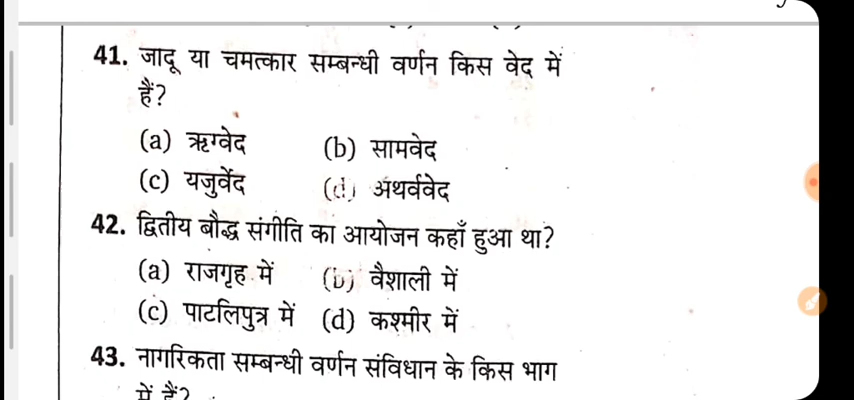 41. जादू या चमत्कार सम्बन्धी वर्णन किस वेद में
हैं?
(a) ऋग्वेद (b) सामवेद
(c) यजुर्वेद (d) अथर्ववेद
42. द्वितीय बौद्ध संगीति का आयोजन कहाँ हुआ था?
(a) राजगृह में (b) वैशाली में
(c) पाटलिपुत्र में (d) कश्मीर में
43. नागरिकता सम्बन्धी वर्णन संविधान के किस भाग
में हैं?